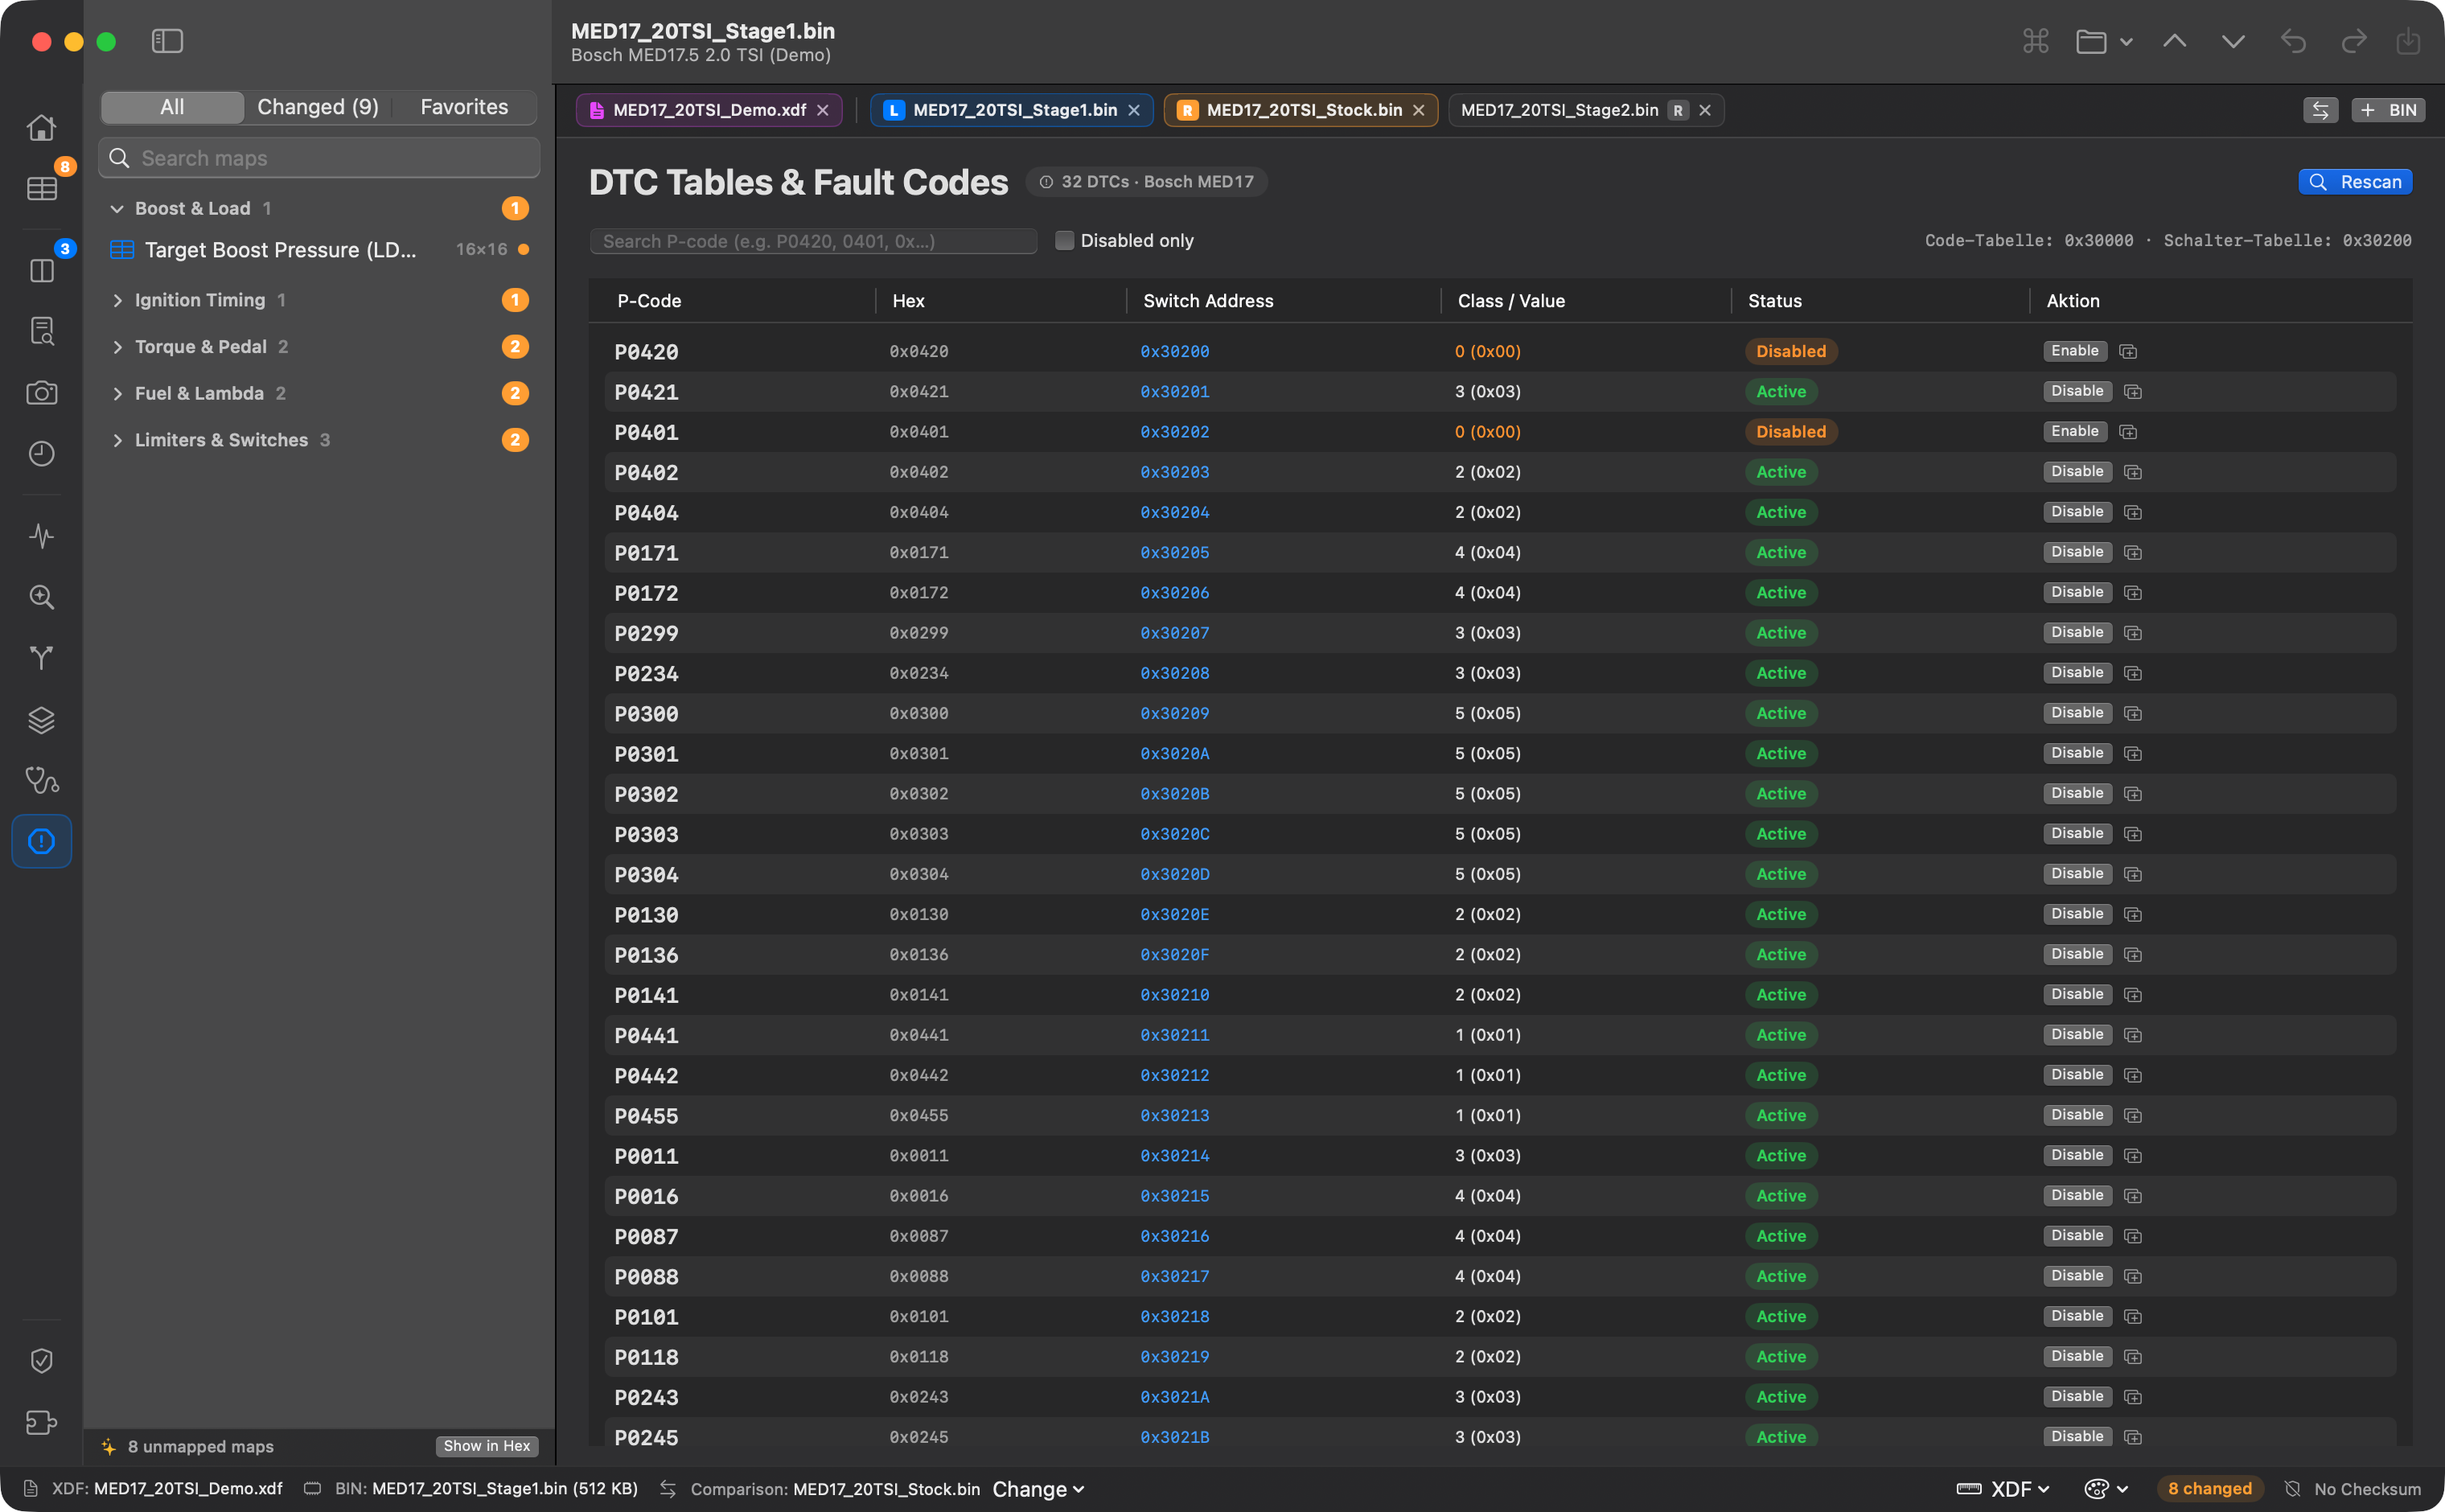 MED17_20TSI_Stage1.bin
Bosch MED17.5 2.0 TSI (Demo)
All Changed (9) Favorites
Search maps
8
3
Boost & Load 1 1
Target Boost Pressure (LD... 16×16
Ignition Timing 1 1
Torque & Pedal 2 2
Fuel & Lambda 2 2
Limiters & Switches 3 2
8 unmapped maps Show in Hex
MED17_20TSI_Demo.xdf L MED17_20TSI_Stage1.bin R MED17_20TSI_Stock.bin MED17_20TSI_Stage2.bin R BIN
DTC Tables & Fault Codes 32 DTCs · Bosch MED17 Rescan
Search P-code (e.g. P0420, 0401, 0x...) Disabled only Code-Tabelle: 0x30000 · Schalter-Tabelle: 0x30200
P-Code Hex Switch Address Class / Value Status Aktion
P0420 0x0420 0x30200 0 (0x00) Disabled Enable
P0421 0x0421 0x30201 3 (0x03) Active Disable
P0401 0x0401 0x30202 0 (0x00) Disabled Enable
P0402 0x0402 0x30203 2 (0x02) Active Disable
P0404 0x0404 0x30204 2 (0x02) Active Disable
P0171 0x0171 0x30205 4 (0x04) Active Disable
P0172 0x0172 0x30206 4 (0x04) Active Disable
P0299 0x0299 0x30207 3 (0x03) Active Disable
P0234 0x0234 0x30208 3 (0x03) Active Disable
P0300 0x0300 0x30209 5 (0x05) Active Disable
P0301 0x0301 0x3020A 5 (0x05) Active Disable
P0302 0x0302 0x3020B 5 (0x05) Active Disable
P0303 0x0303 0x3020C 5 (0x05) Active Disable
P0304 0x0304 0x3020D 5 (0x05) Active Disable
P0130 0x0130 0x3020E 2 (0x02) Active Disable
P0136 0x0136 0x3020F 2 (0x02) Active Disable
P0141 0x0141 0x30210 2 (0x02) Active Disable
P0441 0x0441 0x30211 1 (0x01) Active Disable
P0442 0x0442 0x30212 1 (0x01) Active Disable
P0455 0x0455 0x30213 1 (0x01) Active Disable
P0011 0x0011 0x30214 3 (0x03) Active Disable
P0016 0x0016 0x30215 4 (0x04) Active Disable
P0087 0x0087 0x30216 4 (0x04) Active Disable
P0088 0x0088 0x30217 4 (0x04) Active Disable
P0101 0x0101 0x30218 2 (0x02) Active Disable
P0118 0x0118 0x30219 2 (0x02) Active Disable
P0243 0x0243 0x3021A 3 (0x03) Active Disable
P0245 0x0245 0x3021B 3 (0x03) Active Disable
XDF: MED17_20TSI_Demo.xdf BIN: MED17_20TSI_Stage1.bin (512 KB) Comparison: MED17_20TSI_Stock.bin Change XDF 8 changed No Checksum